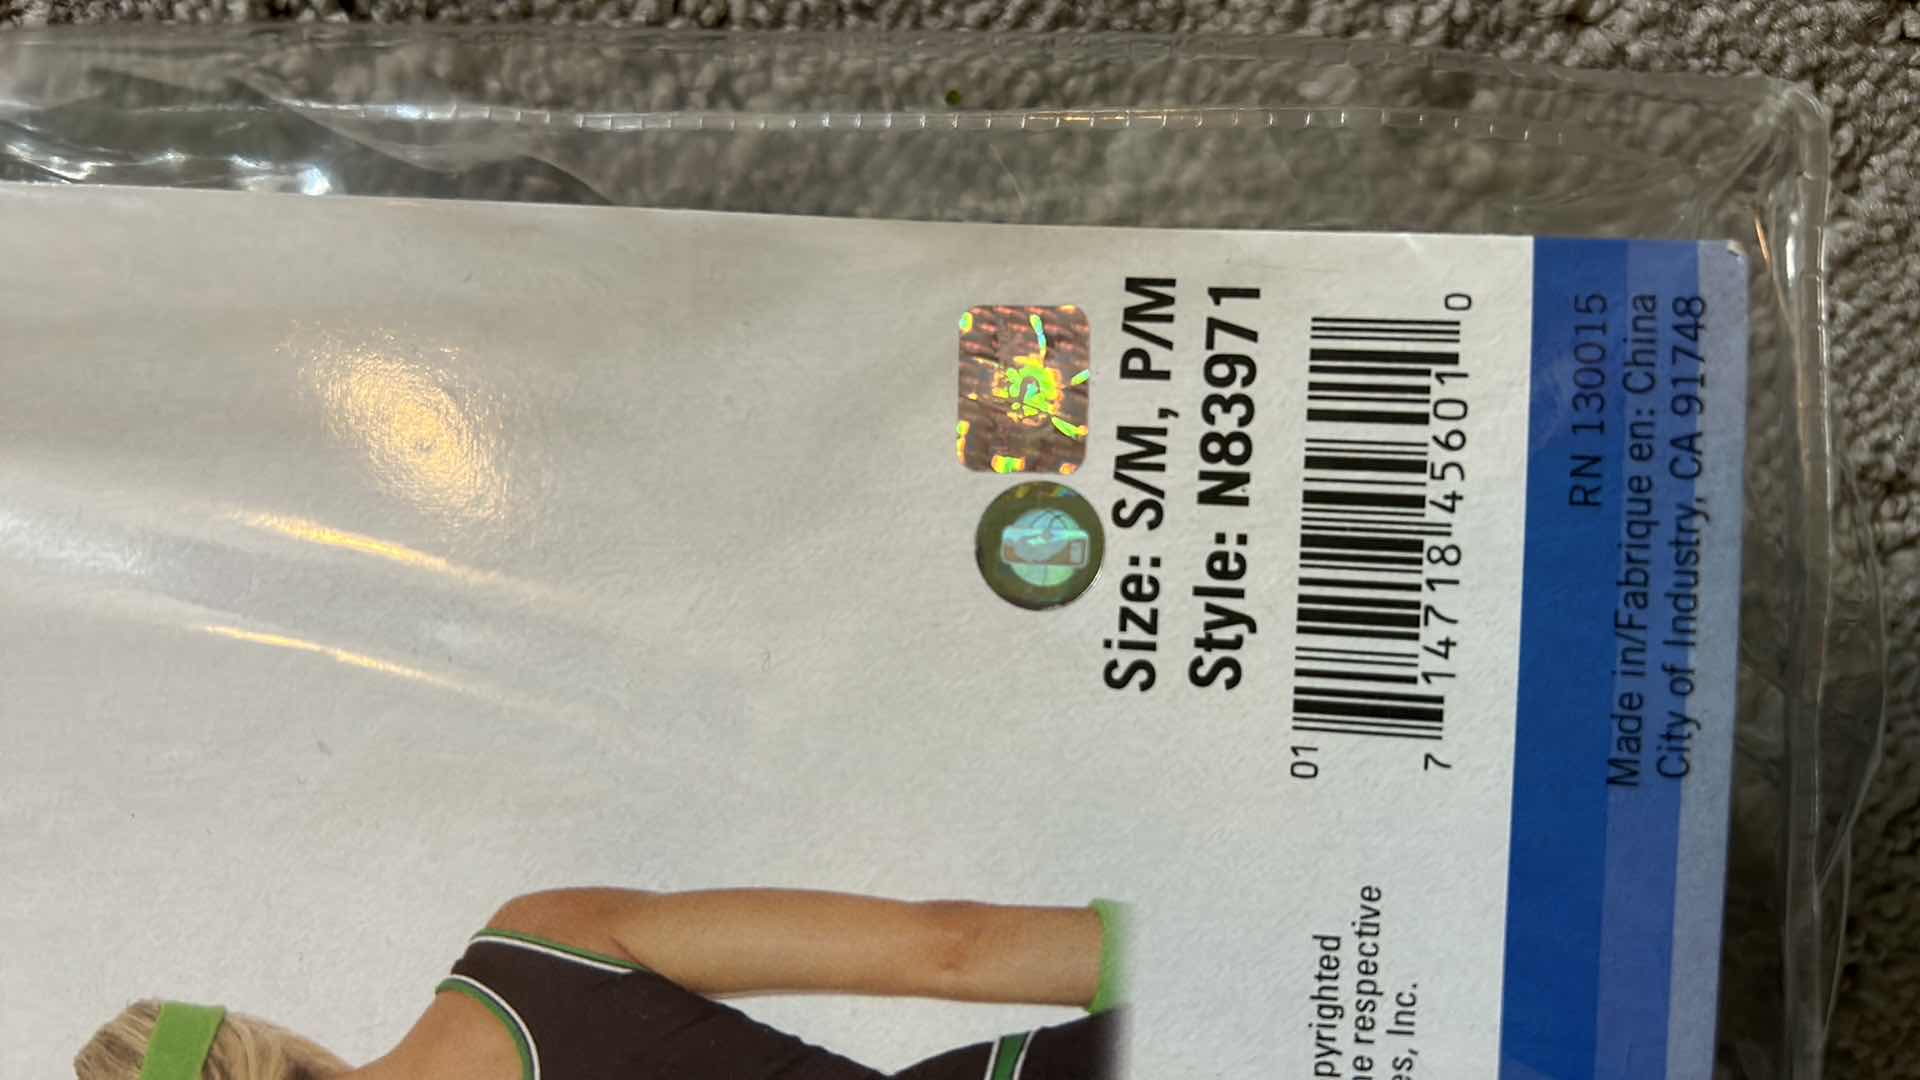 Size: S/M, P/M
Style: N83971
01
7 14718 45601 0
RN 130015
Made in/Fabrique en: China
City of Industry, CA 91748
pyrighted
e respective
es, Inc.